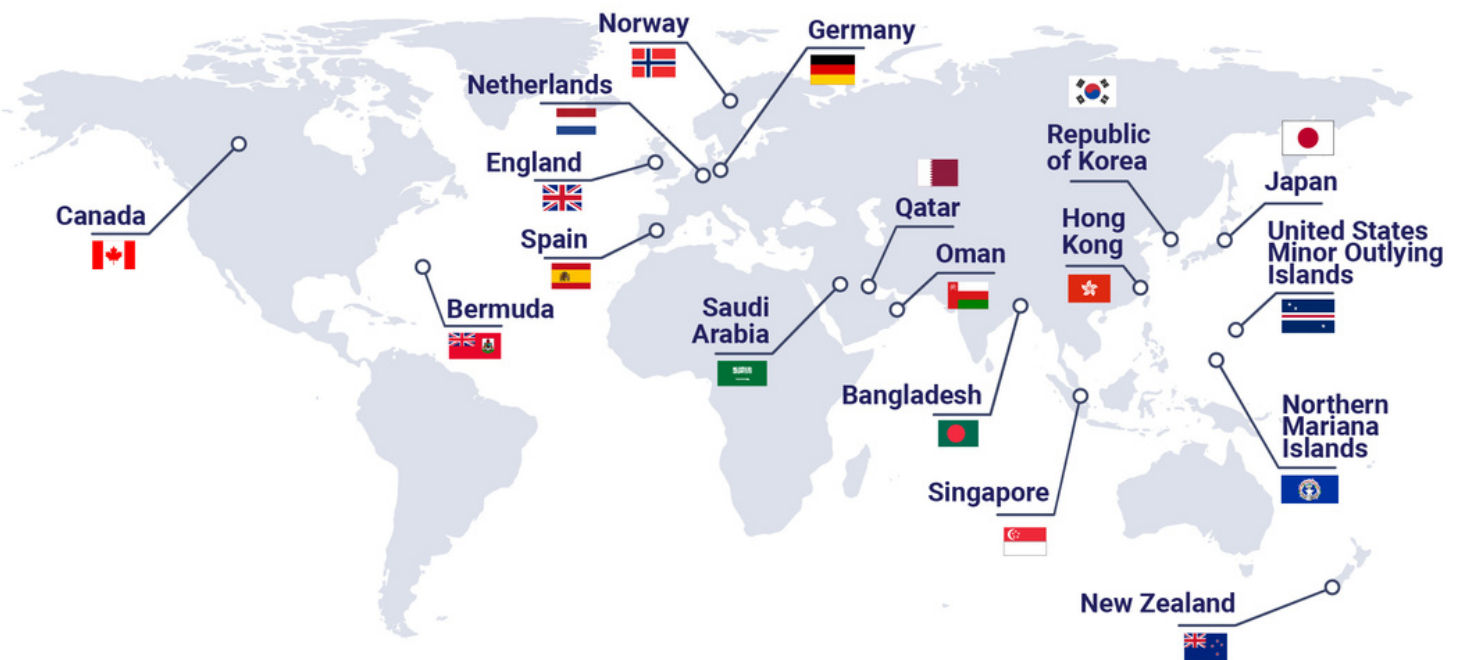 Norway
Germany
Netherlands
England
Canada
Spain
Bermuda
Republic
of Korea
Japan
Qatar
Hong
Kong
United States
Minor Outlying
Islands
Oman
Saudi
Arabia
Bangladesh
Northern
Mariana
Islands
Singapore
New Zealand